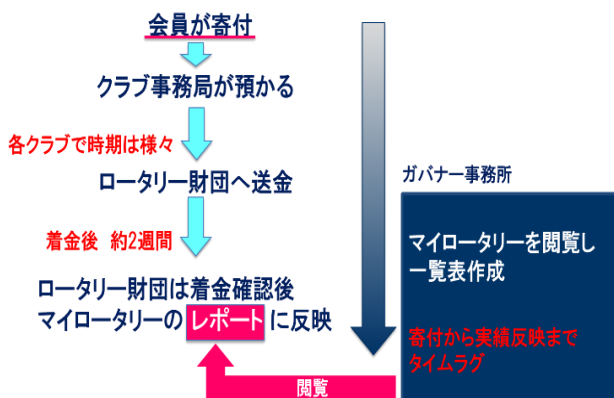 会員が寄付
クラブ事務局が預かる
各クラブで時期は様々
ロータリー財団へ送金
着金後 約2週間
ロータリー財団は着金確認後
マイロータリーの レポート に反映
ガバナー事務所
マイロータリーを閲覧し
一覧表作成
寄付から実績反映まで
タイムラグ
閲覧